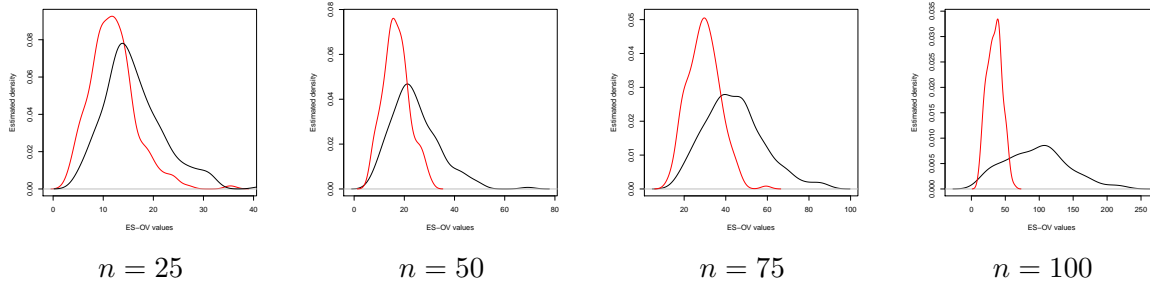 Estimated density
0.00 0.02 0.04 0.06 0.08
0 10 20 30 40
ES−OV values
n = 25
Estimated density
0.00 0.02 0.04 0.06 0.08
0 20 40 60 80
ES−OV values
n = 50
Estimated density
0.00 0.01 0.02 0.03 0.04 0.05
20 40 60 80 100
ES−OV values
n = 75
Estimated density
0.000 0.005 0.010 0.015 0.020 0.025 0.030 0.035
0 50 100 150 200 250
ES−OV values
n = 100